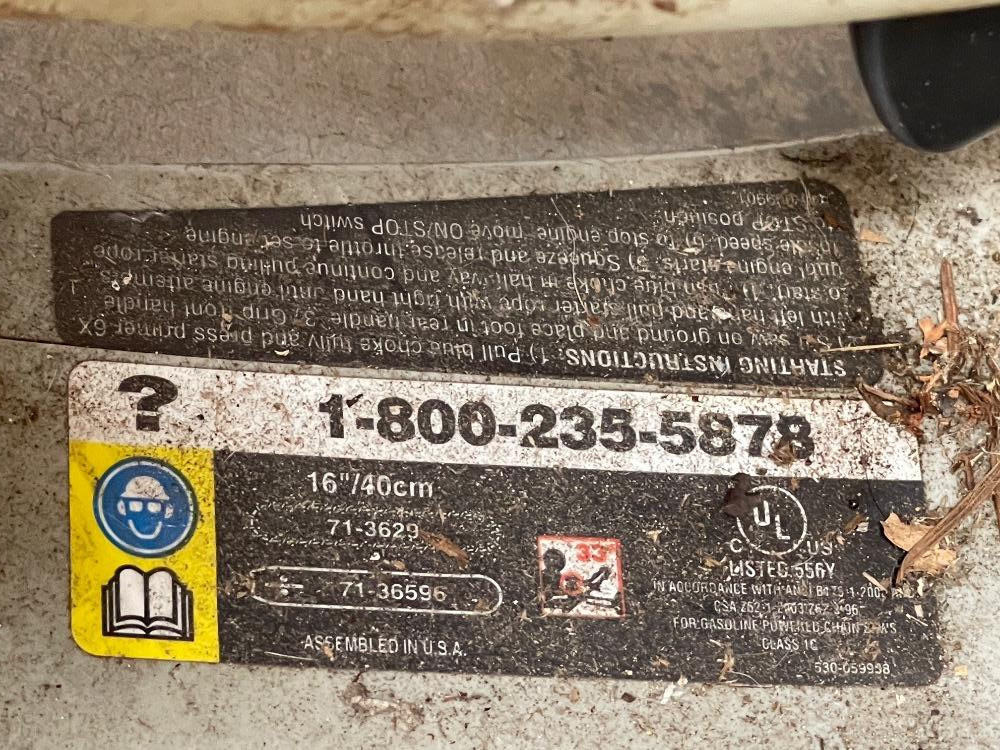 STARTING INSTRUCTIONS: 1) Pull blue choke fully and press primer 6X
saw on ground and place foot in rear handle. 3) Grip front handle
with left hand and pull starter rope with right hand until engine attempts
to start. 4) Push blue choke in halfway and continue pulling starter rope
until engine starts. 5) Squeeze and release throttle to set engine
to idle speed. 6) To stop engine, move ON/STOP switch
STOP position.
?
1-800-235-5878
16"/40cm
71-3629
71-36596
ASSEMBLED IN U.S.A.
UL
C US
LISTED 556Y
IN ACCORDANCE WITH ANSI
CSA
FOR GASOLINE POWERED CHAIN SAW'S
CLASS 1C
530-059998